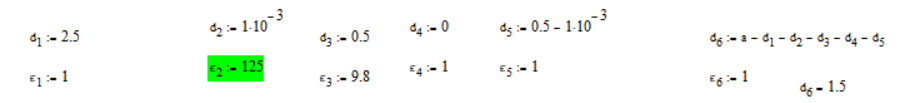 d₁ := 2.5 d₂ := 1·10⁻³ d₃ := 0.5 d₄ := 0 d₅ := 0.5 − 1·10⁻³ d₆ := a − d₁ − d₂ − d₃ − d₄ − d₅
ε₁ := 1 ε₂ := 125 ε₃ := 9.8 ε₄ := 1 ε₅ := 1 ε₆ := 1 d₆ = 1.5